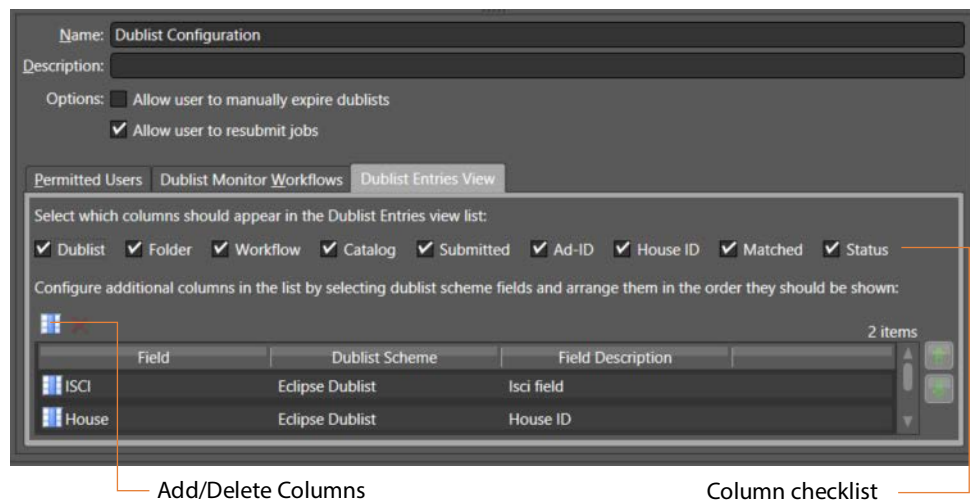 Name: Dublist Configuration
Description:
Options: Allow user to manually expire dublists
Allow user to resubmit jobs
Permitted Users Dublist Monitor Workflows Dublist Entries View
Select which columns should appear in the Dublist Entries view list:
Dublist Folder Workflow Catalog Submitted Ad-ID House ID Matched Status
Configure additional columns in the list by selecting dublist scheme fields and arrange them in the order they should be shown:
2 items
Field Dublist Scheme Field Description
ISCI Eclipse Dublist Isci field
House Eclipse Dublist House ID
Add/Delete Columns Column checklist